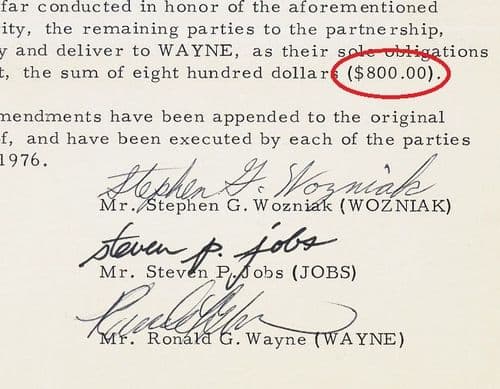 far conducted in honor of the aforementioned
ity, the remaining parties to the partnership,
y and deliver to WAYNE, as their sole obligations
t, the sum of eight hundred dollars ($800.00).
mendments have been appended to the original
f, and have been executed by each of the parties
1976.
Stephen G. Wozniak
Mr. Stephen G. Wozniak (WOZNIAK)
steven p. jobs
Mr. Steven P. Jobs (JOBS)
Mr. Ronald G. Wayne (WAYNE)